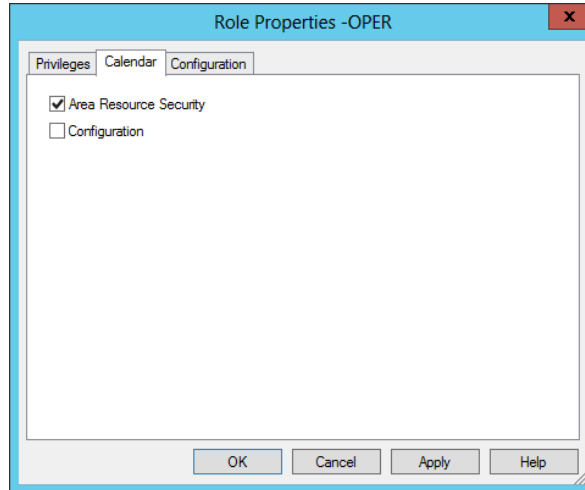 Role Properties -OPER
x
Privileges Calendar Configuration
Area Resource Security
Configuration
OK Cancel Apply Help